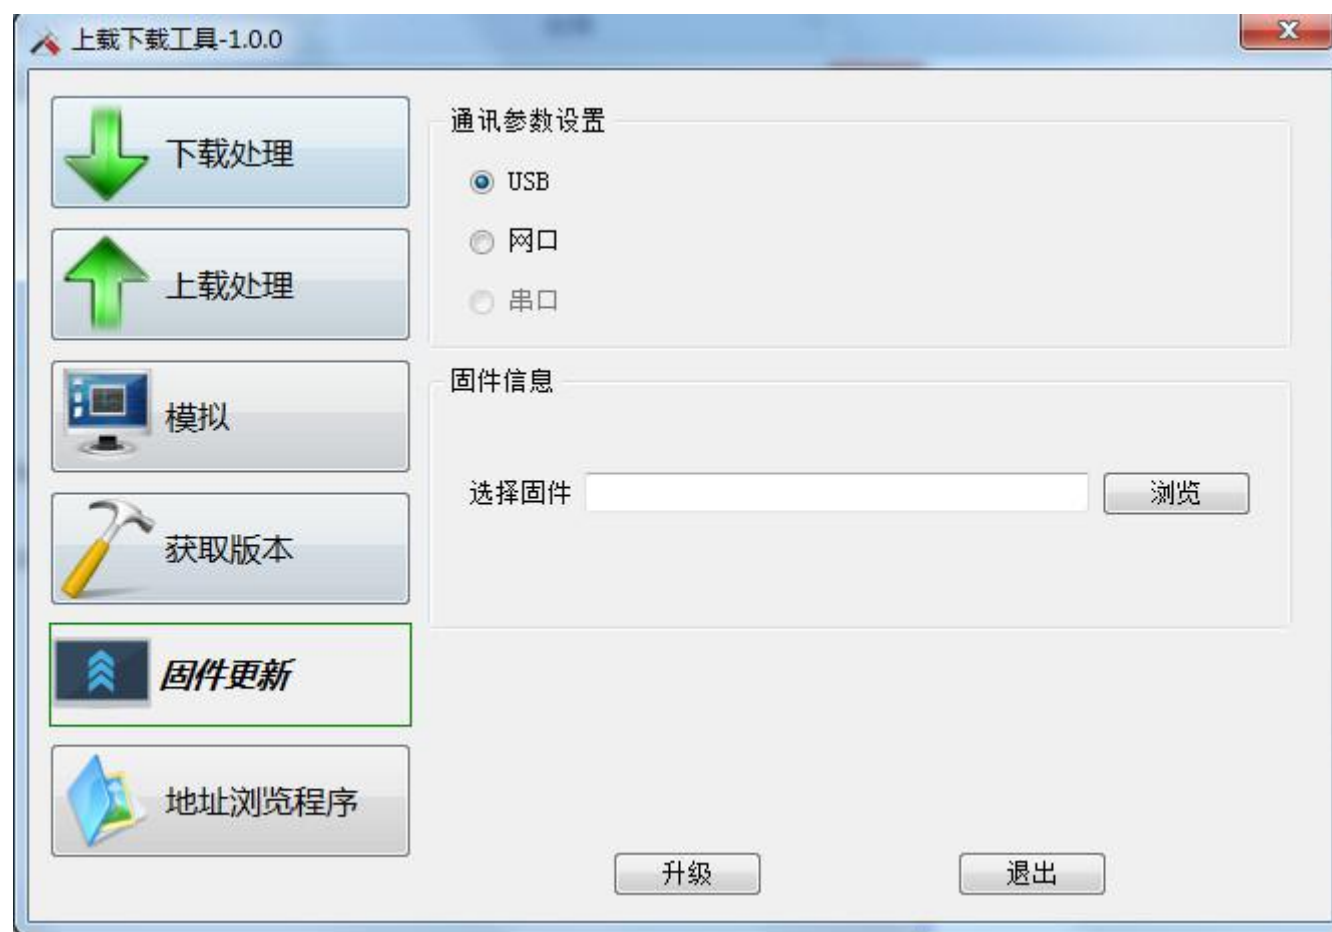 上载下载工具-1.0.0
下载处理
上载处理
模拟
获取版本
固件更新
地址浏览程序
通讯参数设置
USB
网口
串口
固件信息
选择固件
浏览
升级
退出